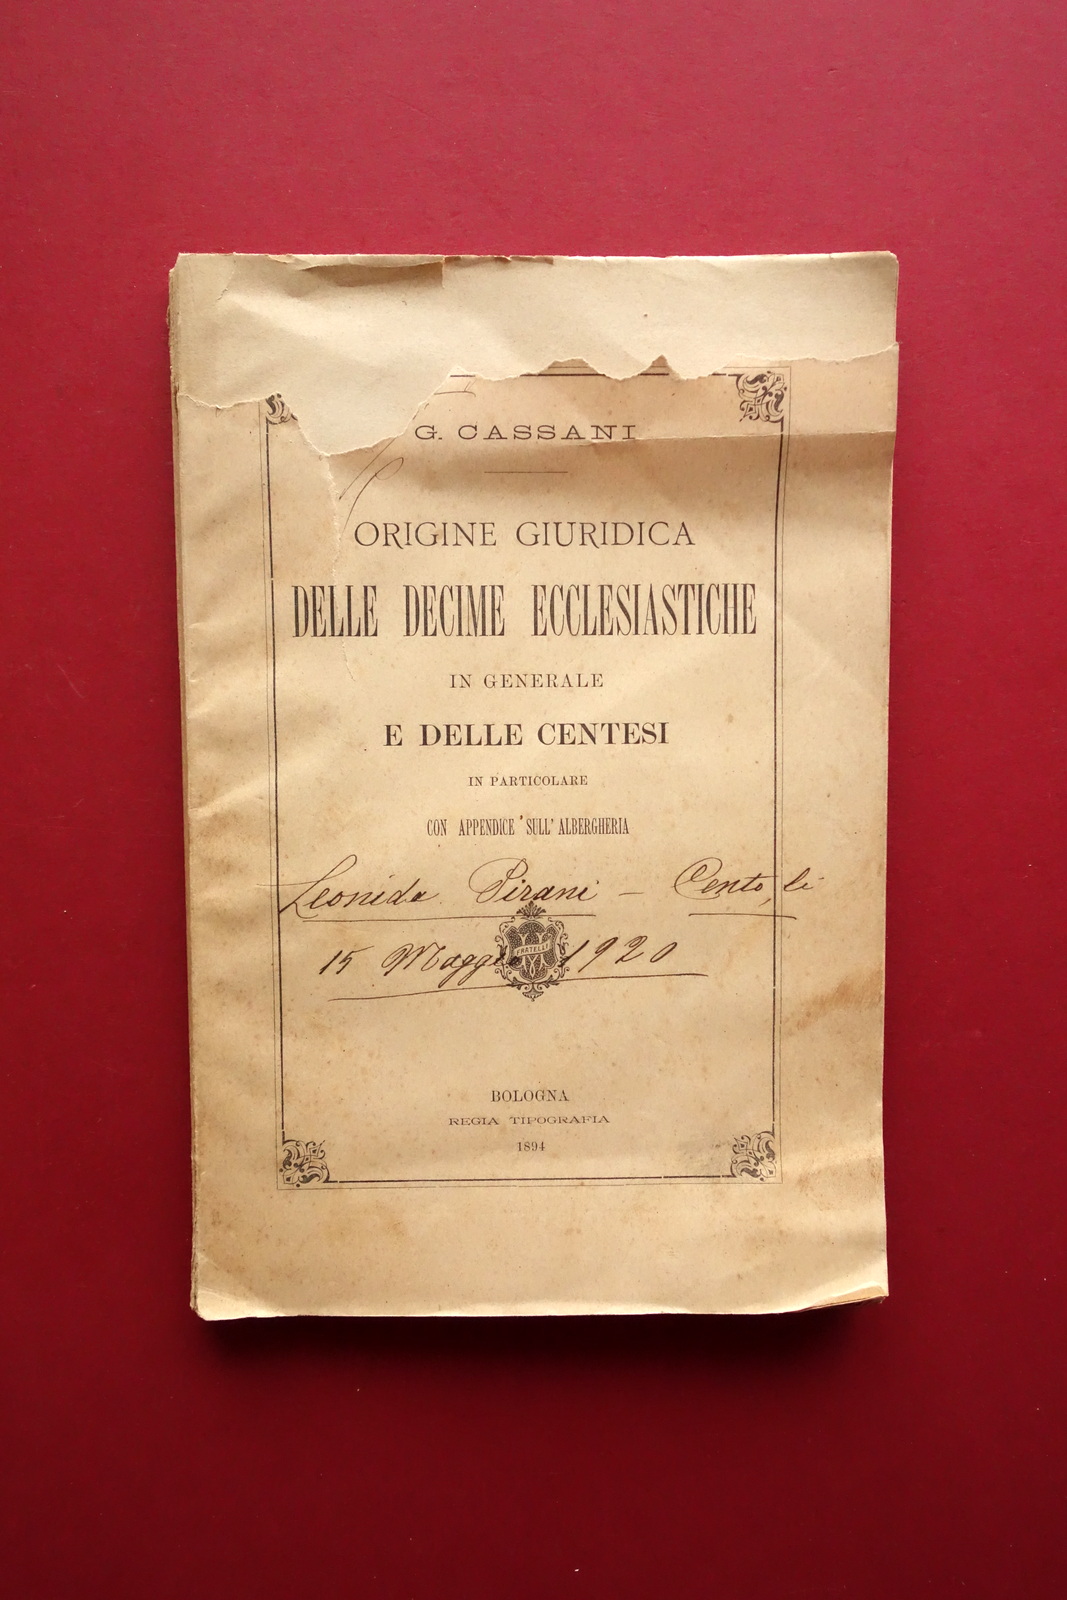 G. CASSANI
ORIGINE GIURIDICA
DELLE DECIME ECCLESIASTICHE
IN GENERALE
E DELLE CENTESI
IN PARTICOLARE
CON APPENDICE SULL' ALBERGHERIA
Leonida Pirani - Cento, li
FRATELLI
15 Maggio 1920
BOLOGNA
REGIA TIPOGRAFIA
1894